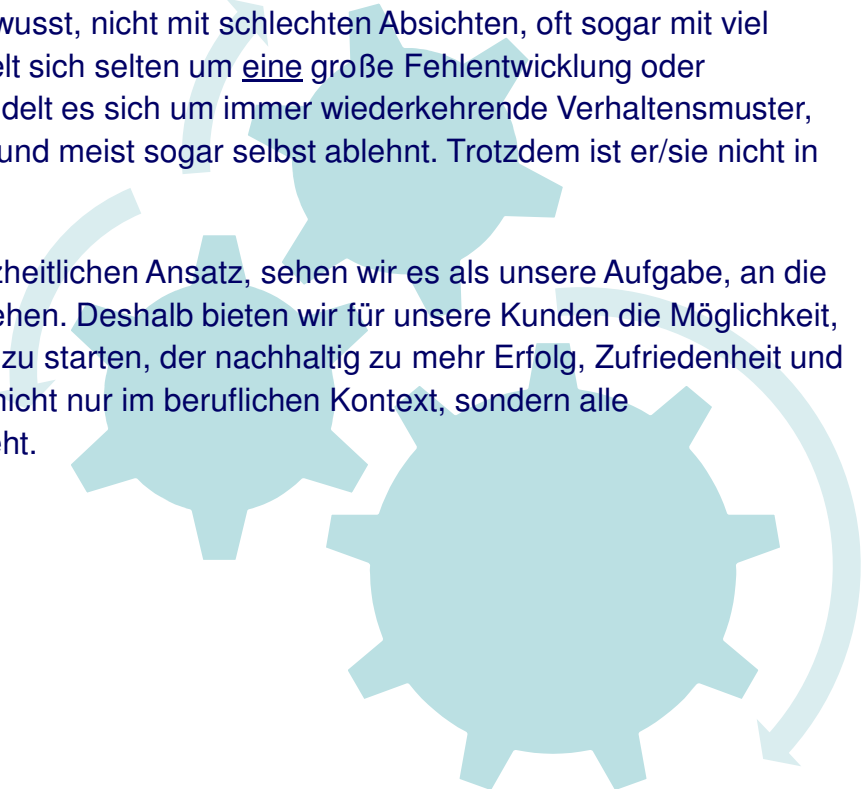 wusst, nicht mit schlechten Absichten, oft sogar mit viel
elt sich selten um eine große Fehlentwicklung oder
delt es sich um immer wiederkehrende Verhaltensmuster,
und meist sogar selbst ablehnt. Trotzdem ist er/sie nicht in
zheitlichen Ansatz, sehen wir es als unsere Aufgabe, an die
ehen. Deshalb bieten wir für unsere Kunden die Möglichkeit,
zu starten, der nachhaltig zu mehr Erfolg, Zufriedenheit und
nicht nur im beruflichen Kontext, sondern alle
eht.